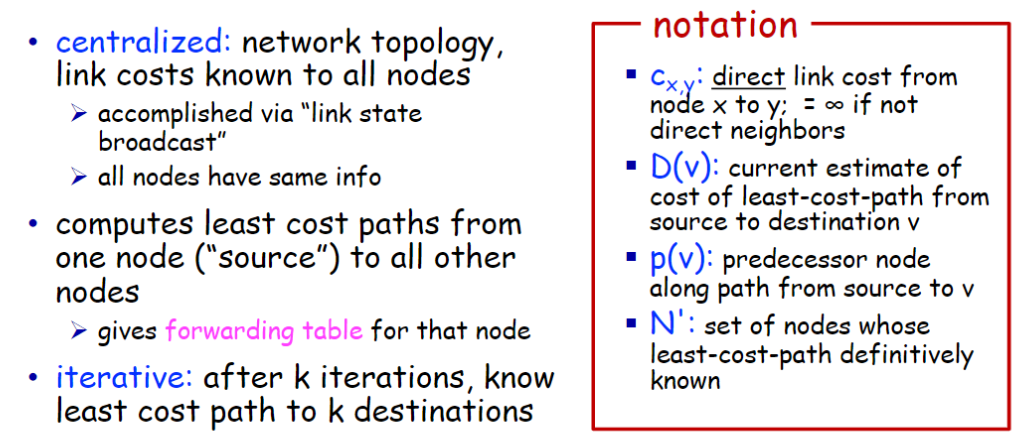 • centralized: network topology,
link costs known to all nodes
➢ accomplished via “link state
broadcast”
➢ all nodes have same info
• computes least cost paths from
one node (“source”) to all other
nodes
➢ gives forwarding table for that node
• iterative: after k iterations, know
least cost path to k destinations
notation
▪ cx,y: direct link cost from
node x to y; = ∞ if not
direct neighbors
▪ D(v): current estimate of
cost of least-cost-path from
source to destination v
▪ p(v): predecessor node
along path from source to v
▪ N': set of nodes whose
least-cost-path definitively
known